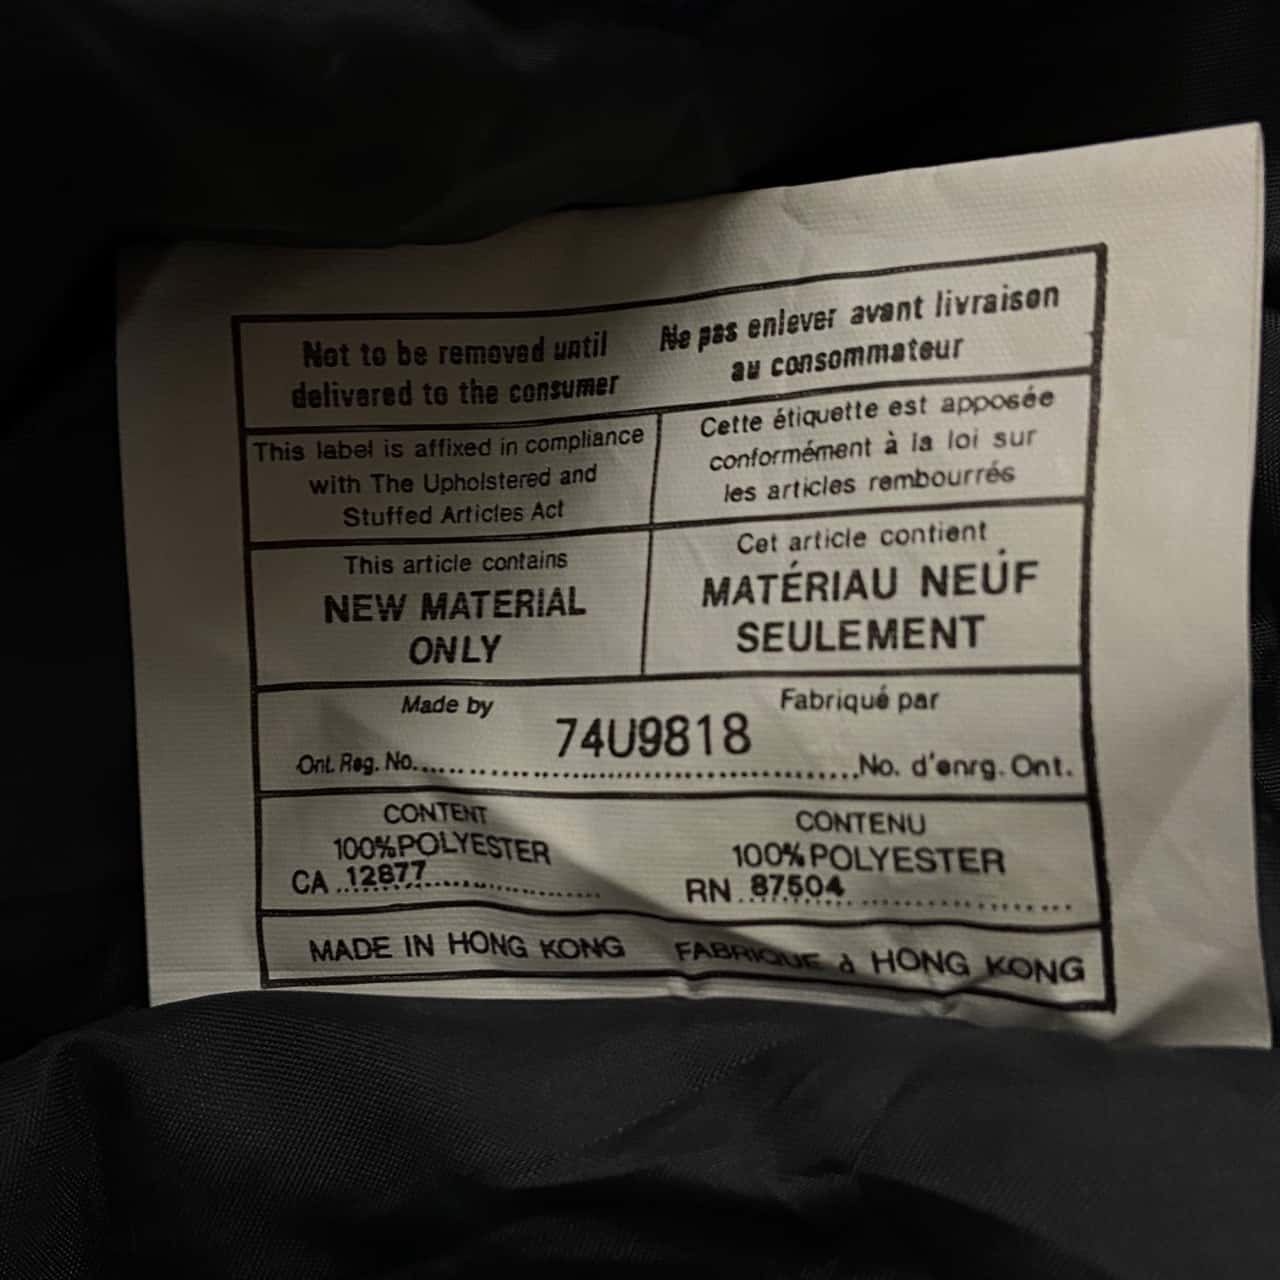 Not to be removed until
delivered to the consumer
Ne pas enlever avant livraison
au consommateur
This label is affixed in compliance
with The Upholstered and
Stuffed Articles Act
Cette étiquette est apposée
conformément à la loi sur
les articles rembourrés
This article contains
NEW MATERIAL
ONLY
Cet article contient
MATÉRIAU NEUF
SEULEMENT
Made by
Fabriqué par
74U9818
Ont. Reg. No. No. d'enrg. Ont.
CONTENT
100% POLYESTER
CA 12877
CONTENU
100% POLYESTER
RN 87504
MADE IN HONG KONG FABRIQUE à HONG KONG